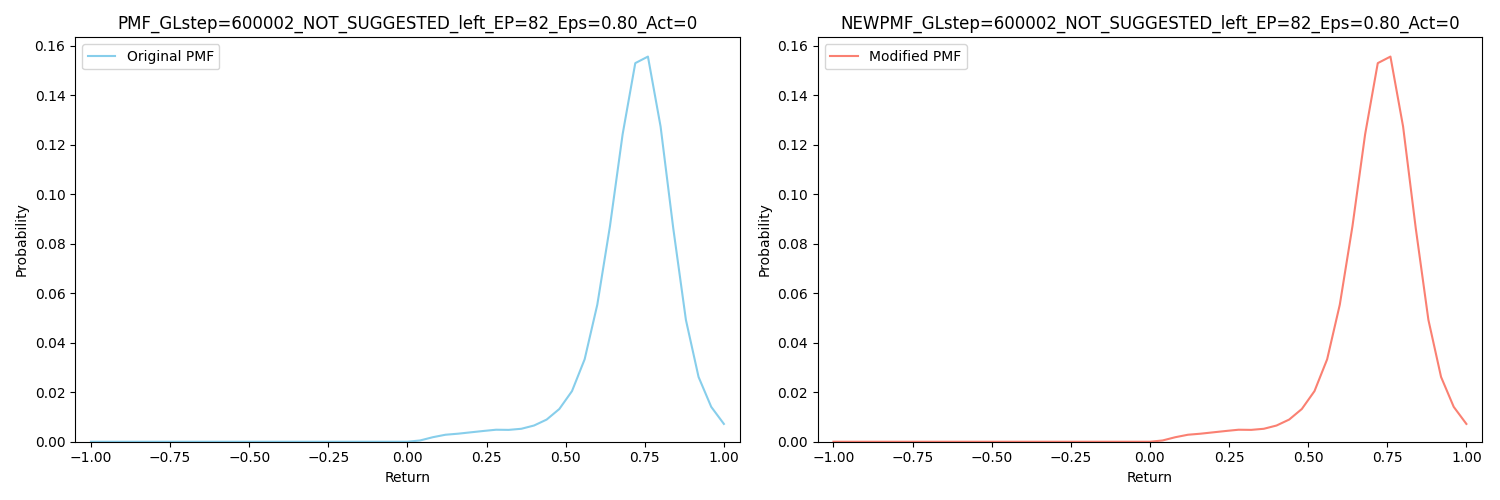 PMF_GLstep=600002_NOT_SUGGESTED_left_EP=82_Eps=0.80_Act=0
Original PMF
0.16
0.14
0.12
0.10
0.08
0.06
0.04
0.02
0.00
Probability
−1.00 −0.75 −0.50 −0.25 0.00 0.25 0.50 0.75 1.00
Return
NEWPMF_GLstep=600002_NOT_SUGGESTED_left_EP=82_Eps=0.80_Act=0
Modified PMF
0.16
0.14
0.12
0.10
0.08
0.06
0.04
0.02
0.00
Probability
−1.00 −0.75 −0.50 −0.25 0.00 0.25 0.50 0.75 1.00
Return